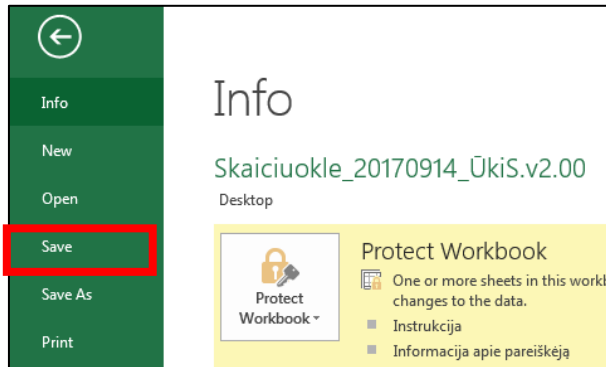 Info
New
Open
Save
Save As
Print
Info
Skaiciuokle_20170914_ŪkiS.v2.00
Desktop
Protect
Workbook
Protect Workbook
One or more sheets in this
changes to the data.
Instrukcija
Informacija apie pareiškėją